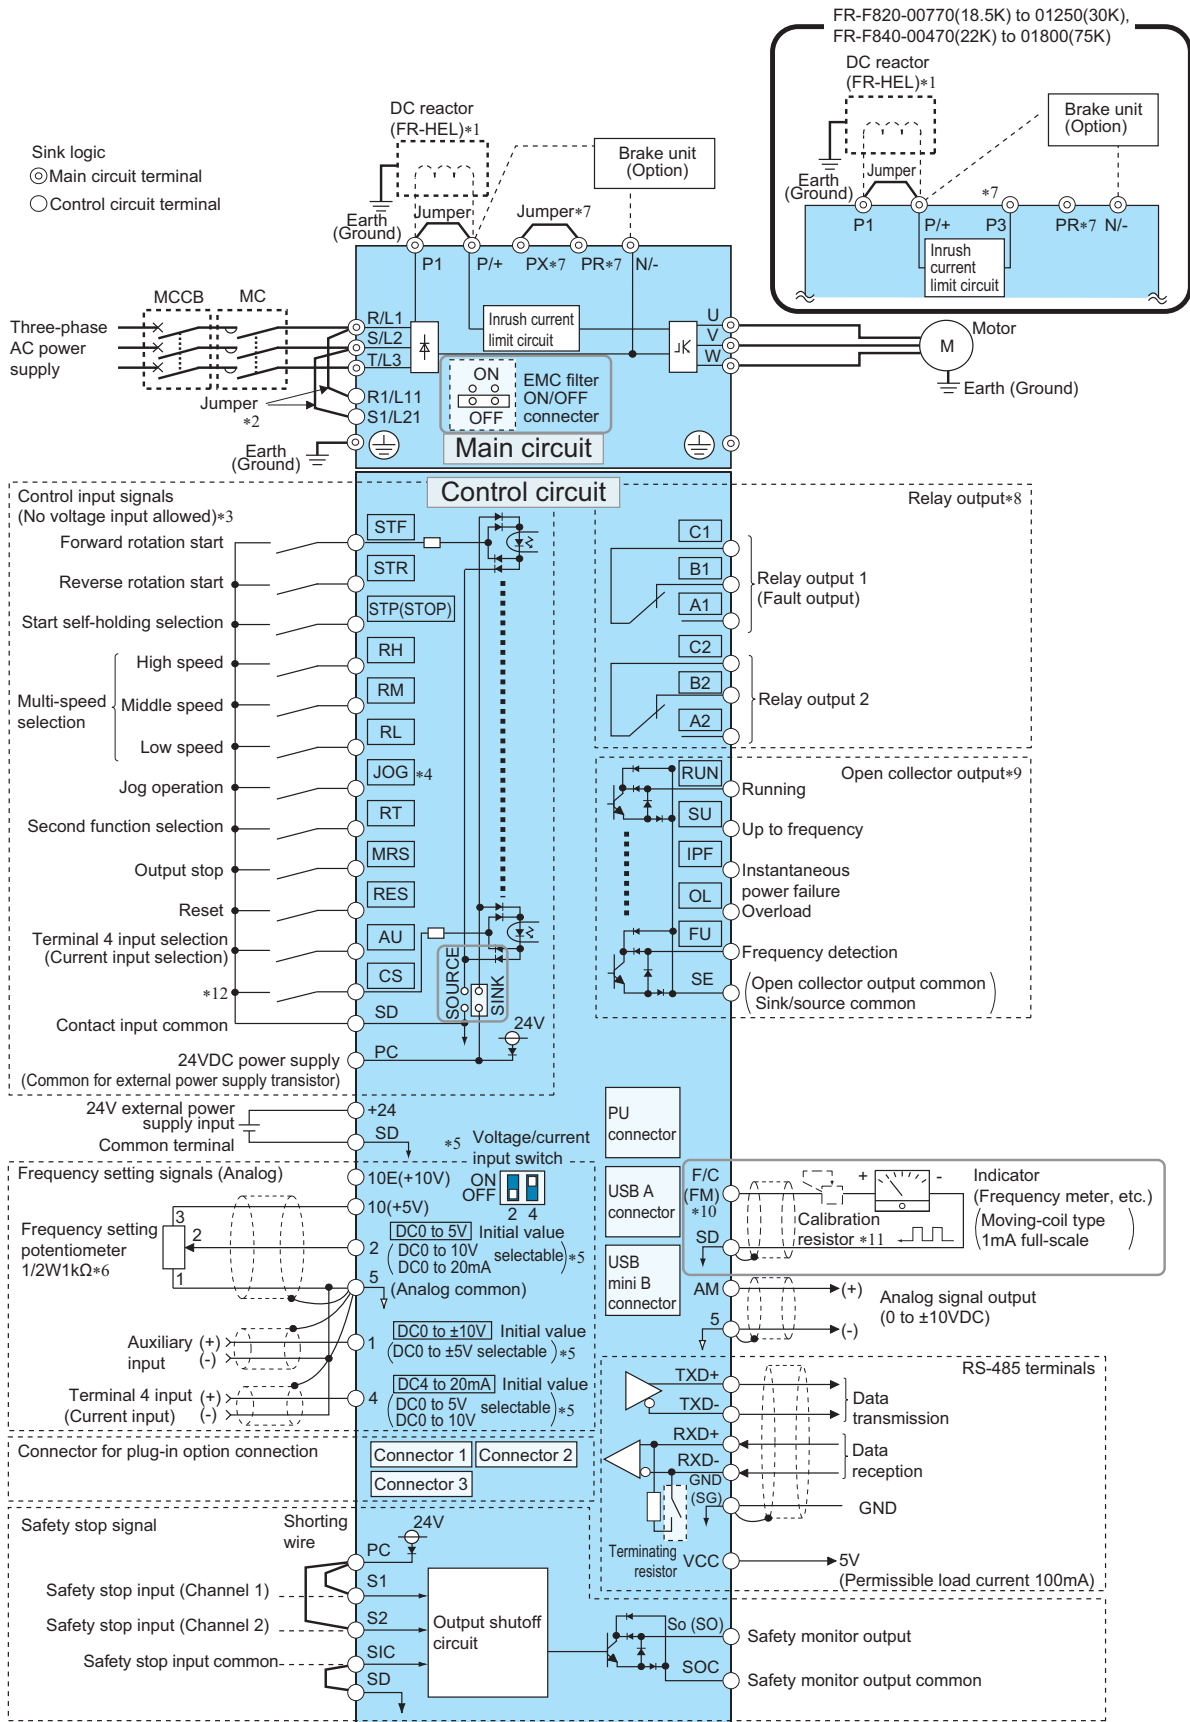 FR-F820-00770(18.5K) to 01250(30K),
FR-F840-00470(22K) to 01800(75K)
DC reactor
(FR-HEL)*1
Brake unit
(Option)
Jumper
Earth
(Ground)
*7
P1
P/+
P3
PR*7
N/-
Inrush
current
limit circuit
Sink logic
Main circuit terminal
Control circuit terminal
DC reactor
(FR-HEL)*1
Brake unit
(Option)
Earth
(Ground)
Jumper
Jumper*7
P1
P/+
PX*7
PR*7
N/-
MCCB
MC
Three-phase
AC power
supply
R/L1
S/L2
T/L3
R1/L11
S1/L21
Jumper
*2
Earth
(Ground)
Inrush current
limit circuit
ON
OFF
EMC filter
ON/OFF
connecter
U
V
W
Motor
M
Earth (Ground)
Main circuit
Control circuit
Control input signals
(No voltage input allowed)*3
Forward rotation start
STF
Reverse rotation start
STR
Start self-holding selection
STP(STOP)
Multi-speed
selection
High speed
RH
Middle speed
RM
Low speed
RL
Jog operation
JOG
*4
Second function selection
RT
Output stop
MRS
Reset
RES
Terminal 4 input selection
(Current input selection)
AU
*12
CS
Contact input common
SD
24VDC power supply
(Common for external power supply transistor)
PC
SOURCE
SINK
24V
Relay output*8
C1
B1
A1
Relay output 1
(Fault output)
C2
B2
A2
Relay output 2
Open collector output*9
RUN
Running
SU
Up to frequency
IPF
Instantaneous
power failure
OL
Overload
FU
Frequency detection
SE
Open collector output common
Sink/source common
24V external power
supply input
+24
Common terminal
SD
*5
Voltage/current
input switch
ON
OFF
2 4
Frequency setting signals (Analog)
Frequency setting
potentiometer
1/2W1kΩ*6
3
2
1
10E(+10V)
10(+5V)
2
DC0 to 5V Initial value
DC0 to 10V
DC0 to 20mA
selectable *5
5
(Analog common)
Auxiliary
input
(+)
(-)
1
DC0 to ±10V Initial value
(DC0 to ±5V selectable) *5
Terminal 4 input
(Current input)
(+)
(-)
4
DC4 to 20mA Initial value
DC0 to 5V
DC0 to 10V
selectable *5
PU
connector
USB A
connector
USB
mini B
connector
F/C
(FM)
*10
SD
+
-
Calibration
resistor *11
Indicator
(Frequency meter, etc.)
Moving-coil type
1mA full-scale
AM
(+)
5
(-)
Analog signal output
(0 to ±10VDC)
RS-485 terminals
TXD+
TXD-
Data
transmission
RXD+
RXD-
Data
reception
GND
(SG)
GND
Terminating
resistor
VCC
5V
(Permissible load current 100mA)
Connector for plug-in option connection
Connector 1
Connector 2
Connector 3
Safety stop signal
Shorting
wire
24V
PC
Safety stop input (Channel 1)
S1
Safety stop input (Channel 2)
S2
Safety stop input common
SIC
SD
Output shutoff
circuit
So (SO)
Safety monitor output
SOC
Safety monitor output common